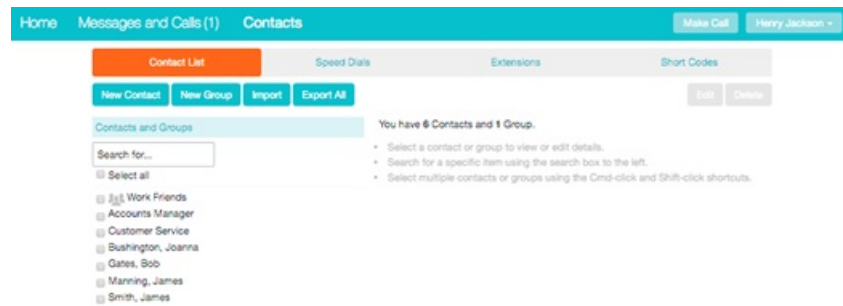 Home Messages and Calls (1) Contacts Make Call Henry Jackson
Contact List Speed Dials Extensions Short Codes
New Contact New Group Import Export All Edit Delete
Contacts and Groups
You have 6 Contacts and 1 Group.
Search for...
Select all
• Select a contact or group to view or edit details.
• Search for a specific item using the search box to the left.
• Select multiple contacts or groups using the Cmd-click and Shift-click shortcuts.
Work Friends
Accounts Manager
Customer Service
Bushington, Joanna
Gates, Bob
Manning, James
Smith, James